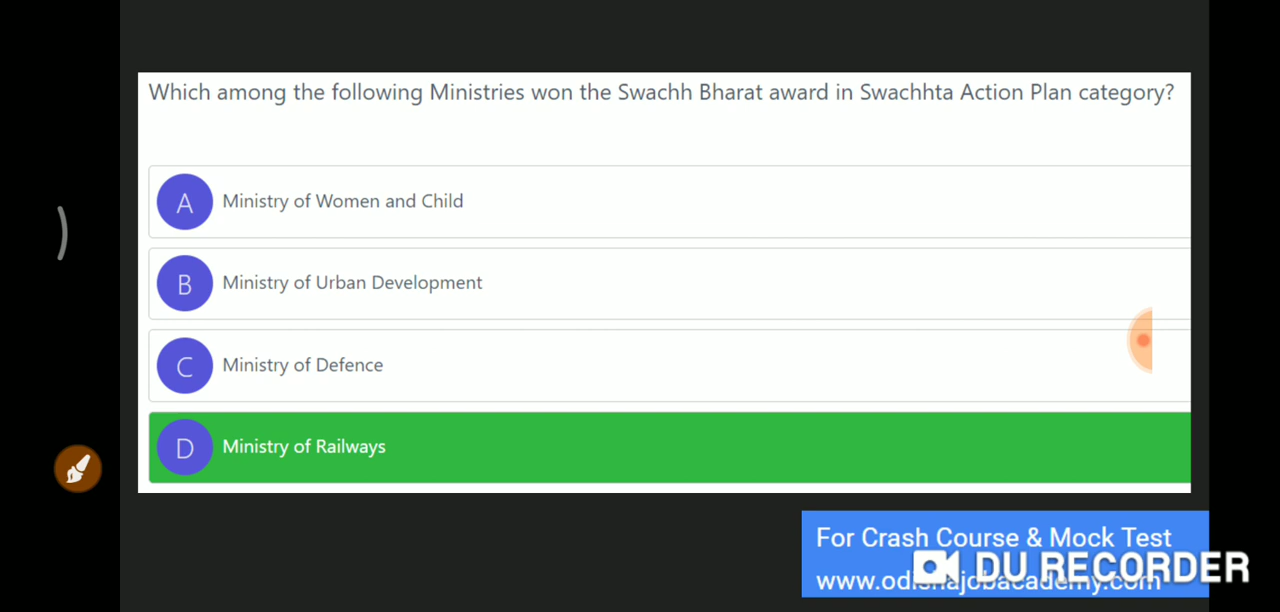 Which among the following Ministries won the Swachh Bharat award in Swachhta Action Plan category?
A Ministry of Women and Child
B Ministry of Urban Development
C Ministry of Defence
D Ministry of Railways
For Crash Course & Mock Test
DU RECORDER